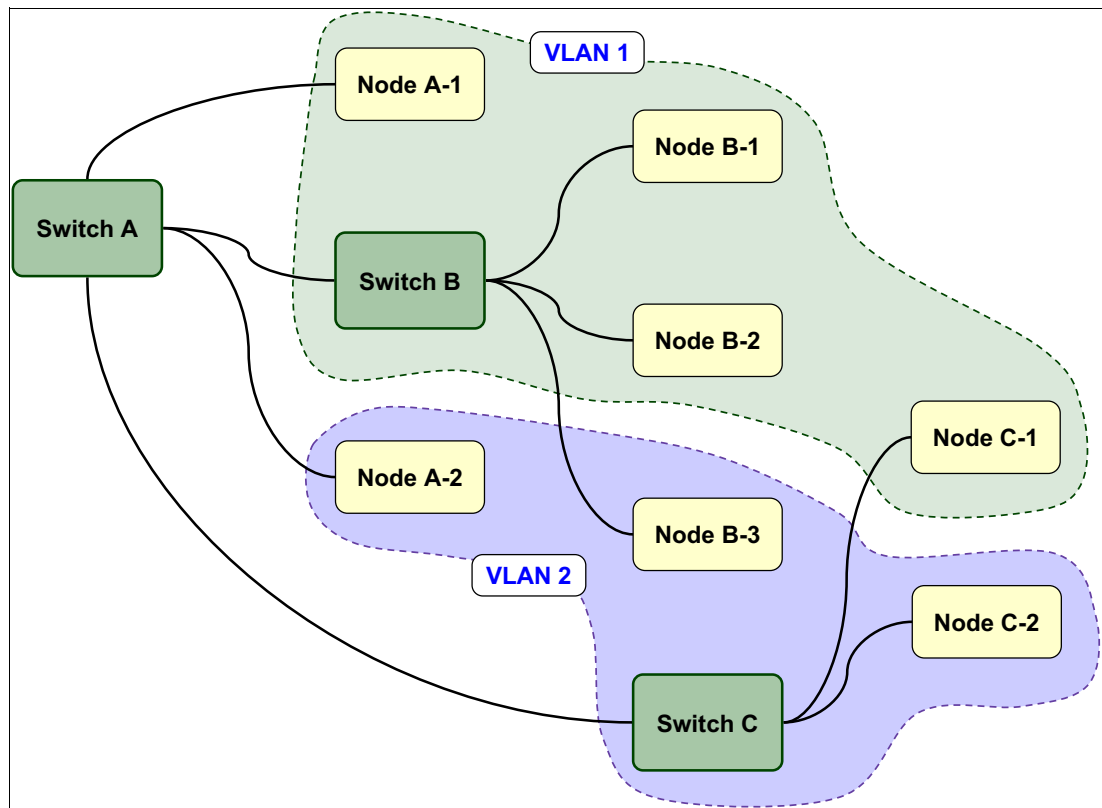 VLAN 1
Node A-1
Node B-1
Switch A
Switch B
Node B-2
Node C-1
Node A-2
Node B-3
VLAN 2
Node C-2
Switch C